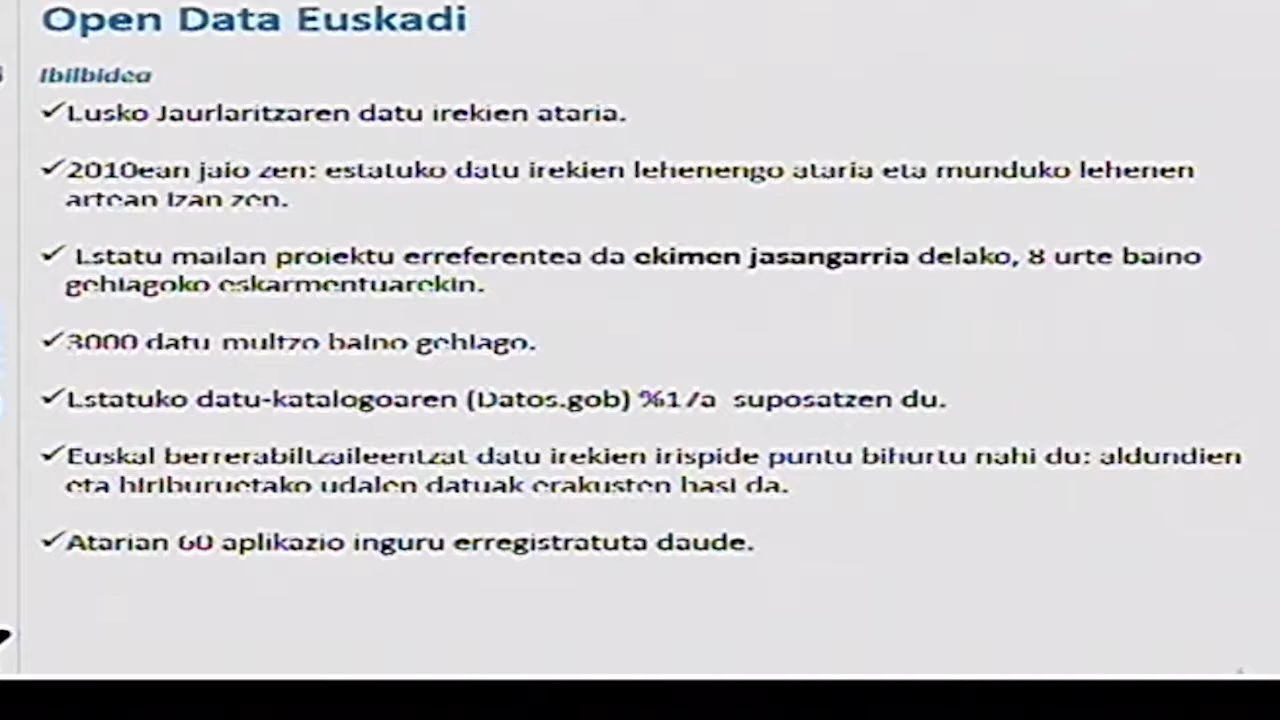 Open Data Euskadi
Ibilbidea
✓Eusko Jaurlaritzaren datu irekien ataria.
✓2010ean jaio zen: estatuko datu irekien lehenengo ataria eta munduko lehenen
artean izan zen.
✓ Estatu mailan proiektu erreferentea da ekimen jasangarria delako, 8 urte baino
gehiagoko eskarmentuarekin.
✓3000 datu multzo baino gehiago.
✓Estatuko datu-katalogoaren (Datos.gob) %17a suposatzen du.
✓Euskal berrerabiltzaileentzat datu irekien irispide puntu bihurtu nahi du: aldundien
eta hiriburuetako udalen datuak erakusten hasi da.
✓Atarian 60 aplikazio inguru erregistratuta daude.